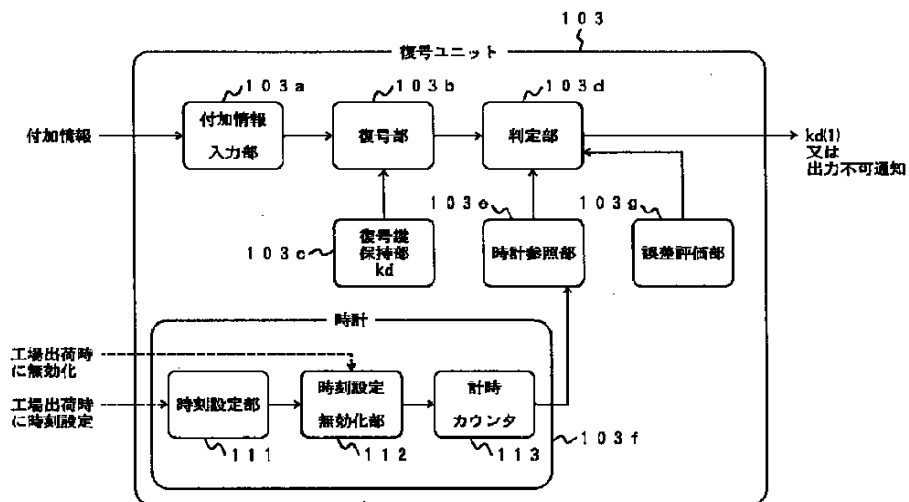 103
復号ユニット
103a
103b
103d
付加情報
付加情報
入力部
復号部
判定部
kd(1)
又は
出力不可通知
103c
復号鍵
保持部
kd
103e
時計参照部
103g
誤差評価部
時計
工場出荷時
に無効化
工場出荷時
に時刻設定
時刻設定部
時刻設定
無効化部
計時
カウンタ
111
112
113
103f